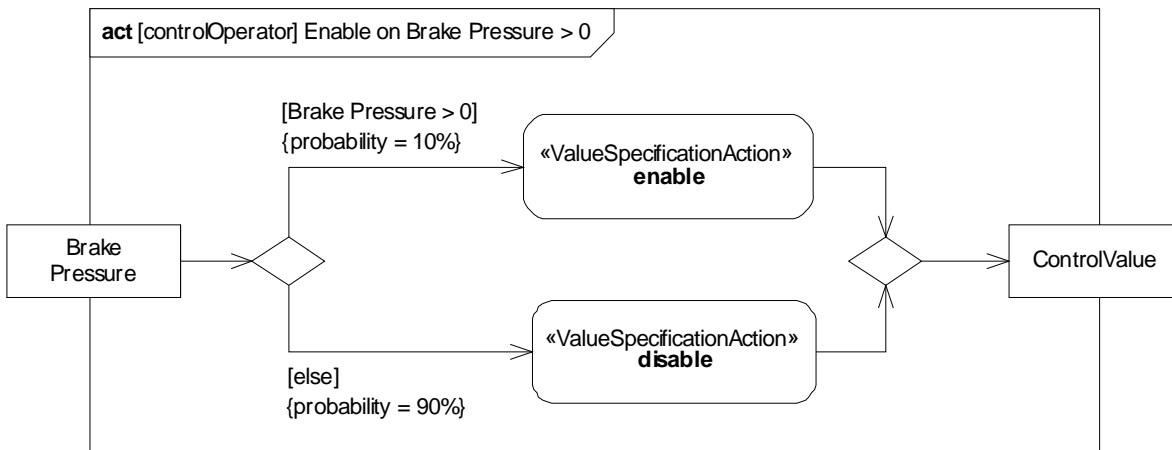 act [controlOperator] Enable on Brake Pressure > 0
[Brake Pressure > 0]
{probability = 10%}
«ValueSpecificationAction»
enable
Brake
Pressure
ControlValue
«ValueSpecificationAction»
disable
[else]
{probability = 90%}